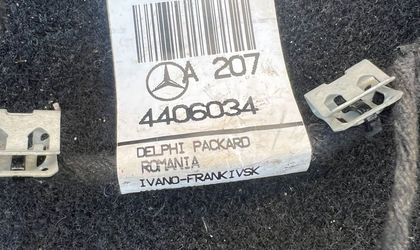 A 207
4406034
DELPHI PACKARD
ROMANIA
IVANO-FRANKIVSK